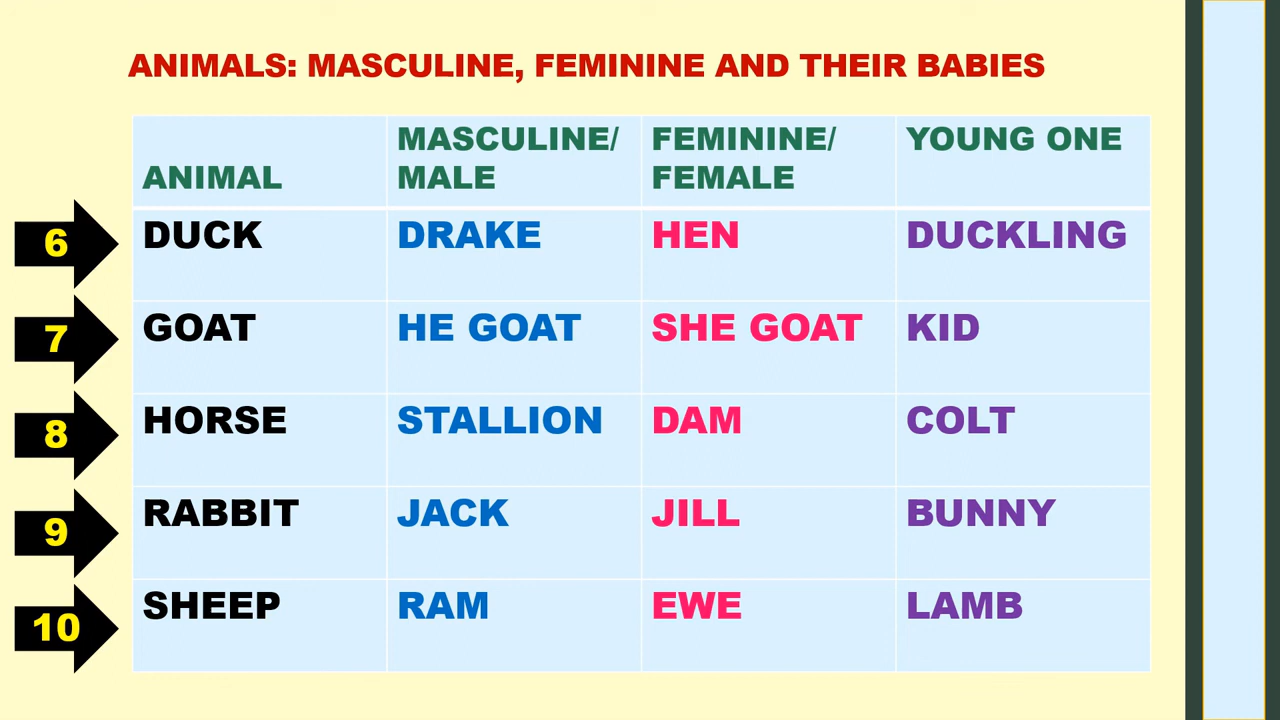 ANIMALS: MASCULINE, FEMININE AND THEIR BABIES
ANIMAL
MASCULINE/
MALE
FEMININE/
FEMALE
YOUNG ONE
6 DUCK DRAKE HEN DUCKLING
7 GOAT HE GOAT SHE GOAT KID
8 HORSE STALLION DAM COLT
9 RABBIT JACK JILL BUNNY
10 SHEEP RAM EWE LAMB